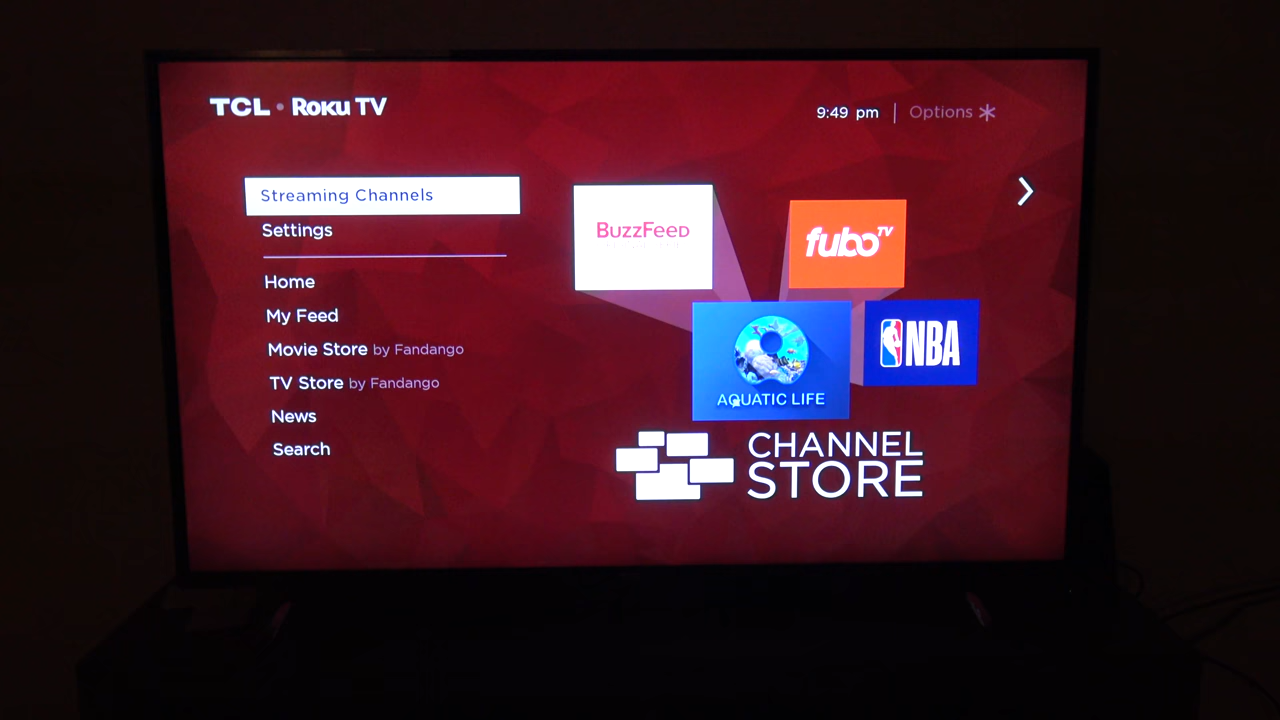 TCL • Roku TV
9:49 pm | Options *
Streaming Channels
Settings
Home
My Feed
Movie Store by Fandango
TV Store by Fandango
News
Search
BuzzFeed
fuboTV
AQUATIC LIFE
NBA
CHANNEL
STORE